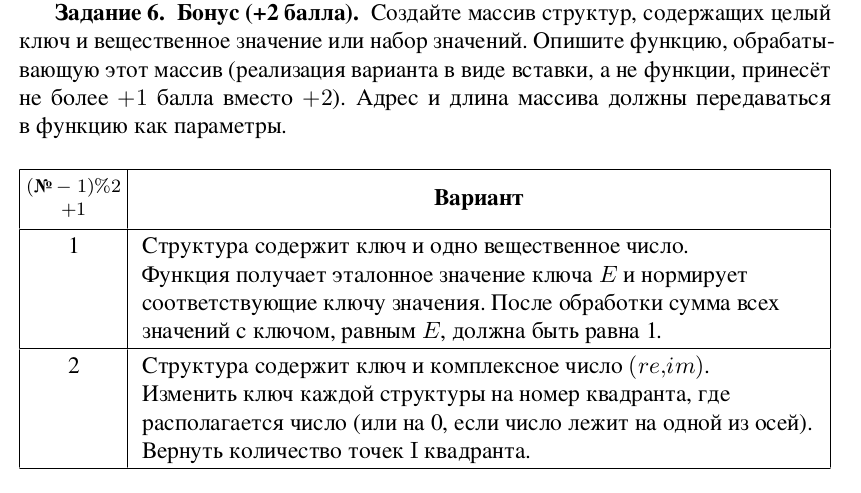 Задание 6. Бонус (+2 балла). Создайте массив структур, содержащих целый
ключ и вещественное значение или набор значений. Опишите функцию, обрабаты-
вающую этот массив (реализация варианта в виде вставки, а не функции, принесёт
не более +1 балла вместо +2). Адрес и длина массива должны передаваться
в функцию как параметры.
(№ − 1)%2
+1
Вариант
1
Структура содержит ключ и одно вещественное число.
Функция получает эталонное значение ключа E и нормирует
соответствующие ключу значения. После обработки сумма всех
значений с ключом, равным E, должна быть равна 1.
2
Структура содержит ключ и комплексное число (re,im).
Изменить ключ каждой структуры на номер квадранта, где
располагается число (или на 0, если число лежит на одной из осей).
Вернуть количество точек I квадранта.